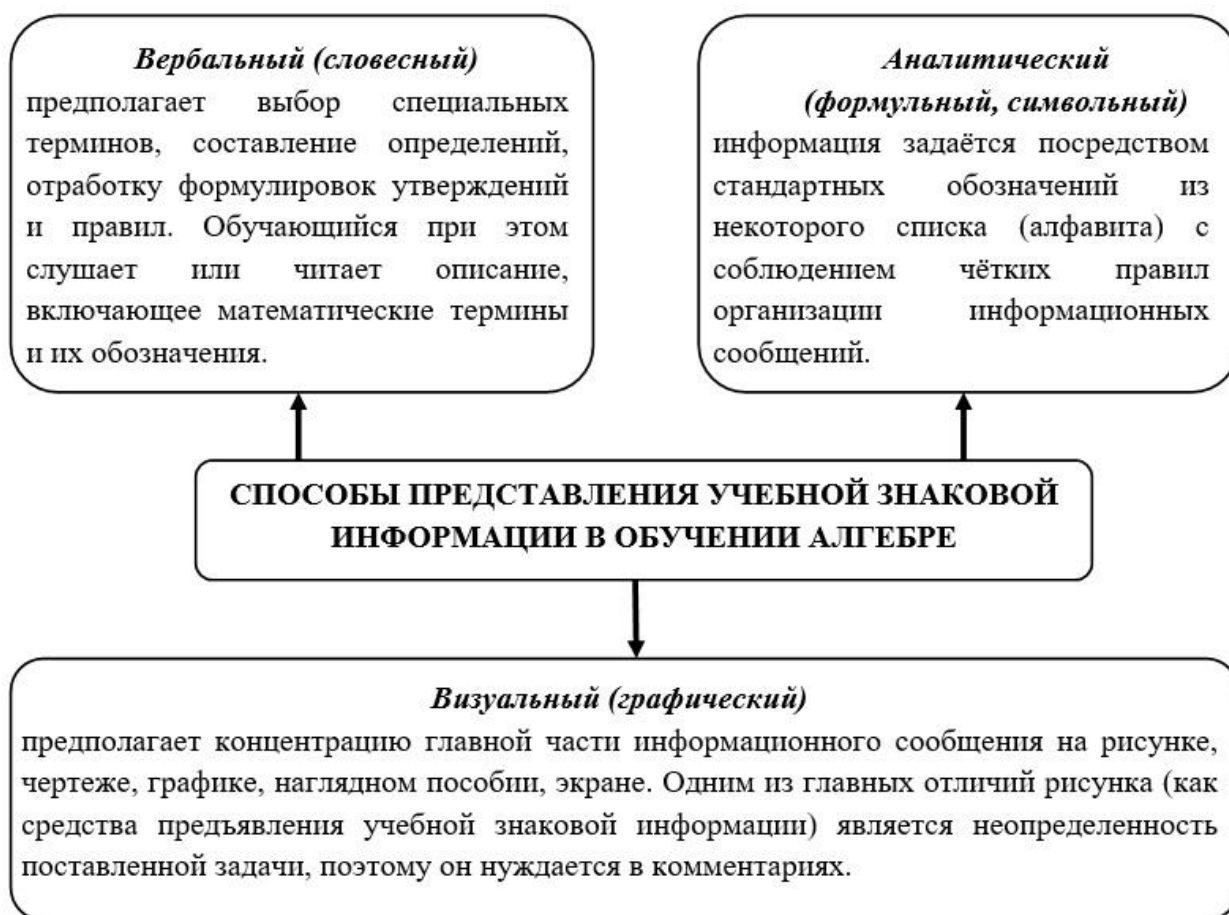 Вербальный (словесный)
предполагает выбор специальных
терминов, составление определений,
отработку формулировок утверждений
и правил. Обучающийся при этом
слушает или читает описание,
включающее математические термины
и их обозначения.
Аналитический
(формульный, символьный)
информация задаётся посредством
стандартных обозначений из
некоторого списка (алфавита) с
соблюдением чётких правил
организации информационных
сообщений.
СПОСОБЫ ПРЕДСТАВЛЕНИЯ УЧЕБНОЙ ЗНАКОВОЙ
ИНФОРМАЦИИ В ОБУЧЕНИИ АЛГЕБРЕ
Визуальный (графический)
предполагает концентрацию главной части информационного сообщения на рисунке,
чертеже, графике, наглядном пособии, экране. Одним из главных отличий рисунка (как
средства предъявления учебной знаковой информации) является неопределенность
поставленной задачи, поэтому он нуждается в комментариях.